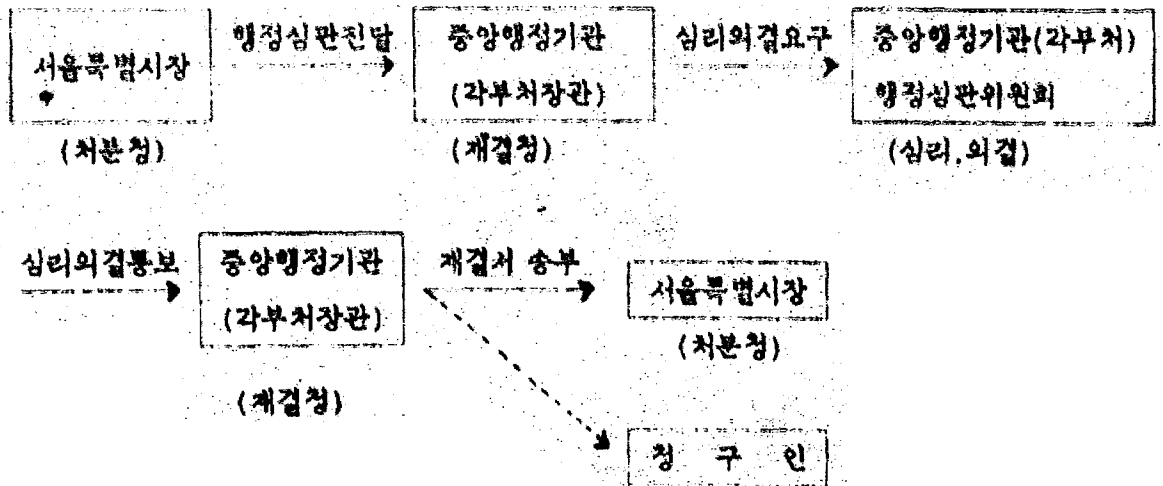 행정심판진달
중앙행정기관
심리의결요구
중앙행정기관(각부처)
서울특별시장
(각부처장관)
행정심판위원회
(처분청)
(재결청)
(심리.의결)
심리의결통보
중앙행정기관
재결서 송부
서울특별시장
(각부처장관)
(처분청)
(재결청)
청 구 인